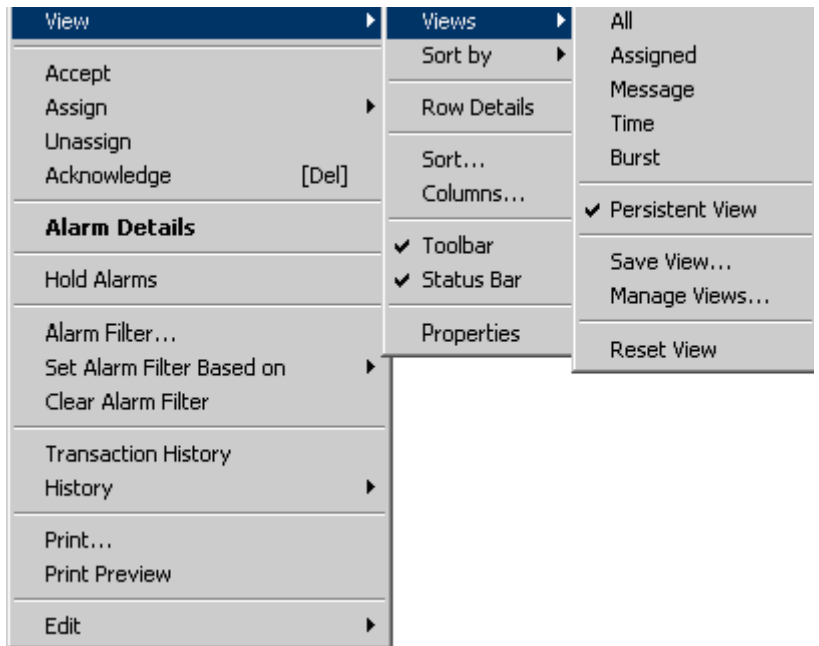 View
Accept
Assign
Unassign
Acknowledge [Del]
Alarm Details
Hold Alarms
Alarm Filter...
Set Alarm Filter Based on
Clear Alarm Filter
Transaction History
History
Print...
Print Preview
Edit
Views
Sort by
Row Details
Sort...
Columns...
Toolbar
Status Bar
Properties
All
Assigned
Message
Time
Burst
Persistent View
Save View...
Manage Views...
Reset View